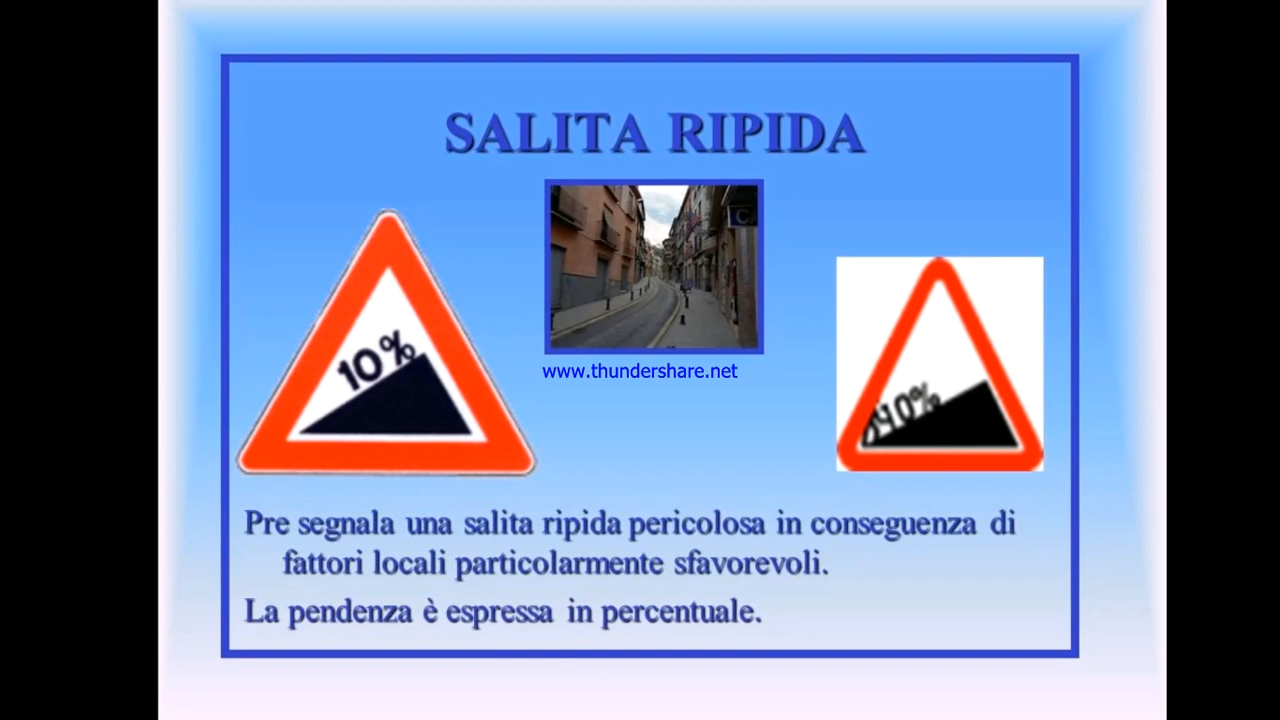 SALITA RIPIDA
10%
www.thundershare.net
Pre segnala una salita ripida pericolosa in conseguenza di
fattori locali particolarmente sfavorevoli.
La pendenza è espressa in percentuale.